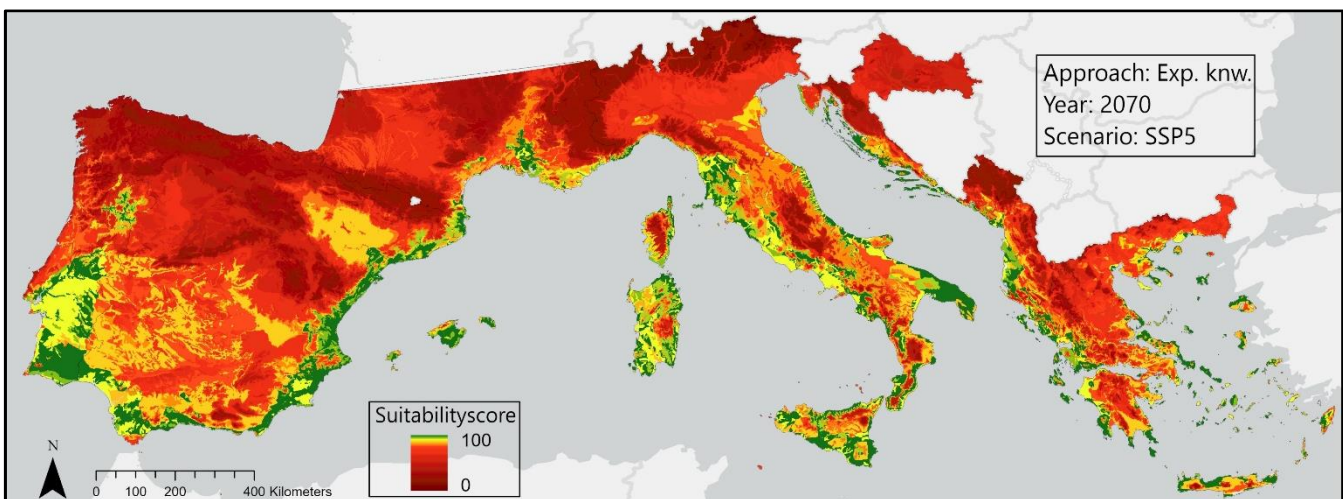 Approach: Exp. knw.
Year: 2070
Scenario: SSP5
Suitabilityscore
100
0
N
0 100 200 400 Kilometers